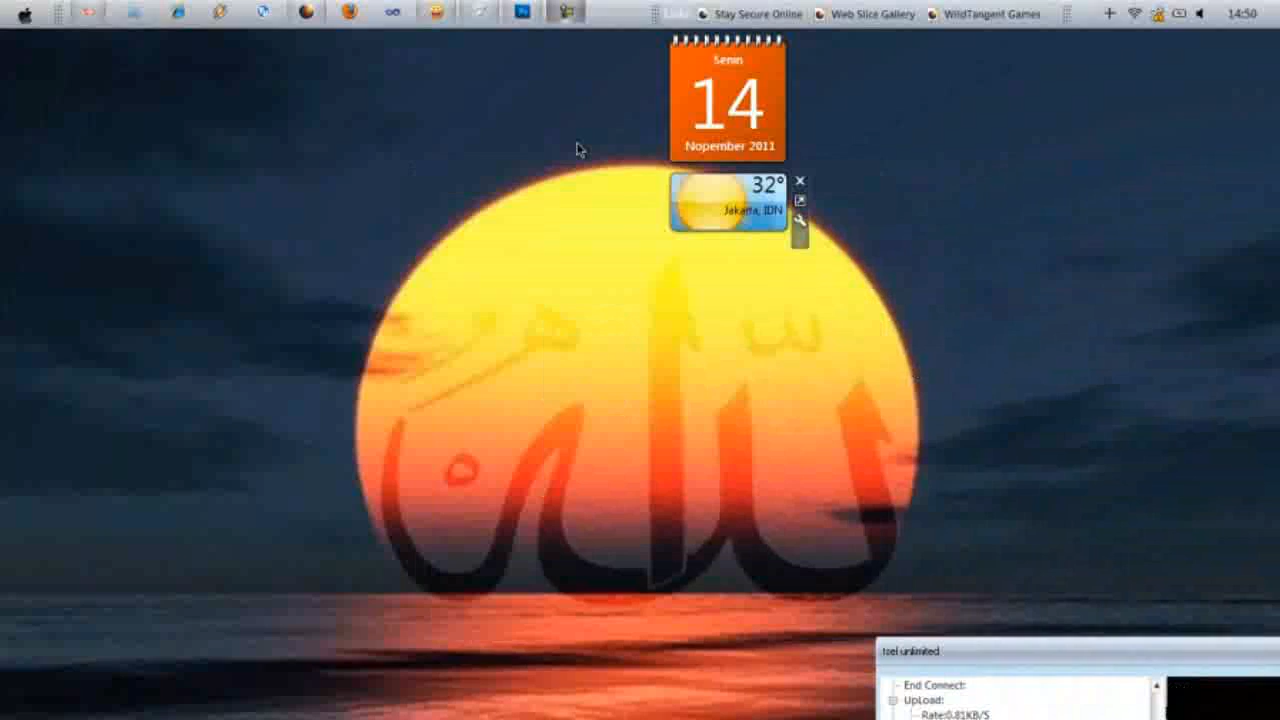 Links
Stay Secure Online
Web Slice Gallery
WildTangent Games
14:50
Senin
14
Nopember 2011
32°
Jakarta, IDN
tsel unlimited
End Connect:
Upload:
Rate:0.81KB/S